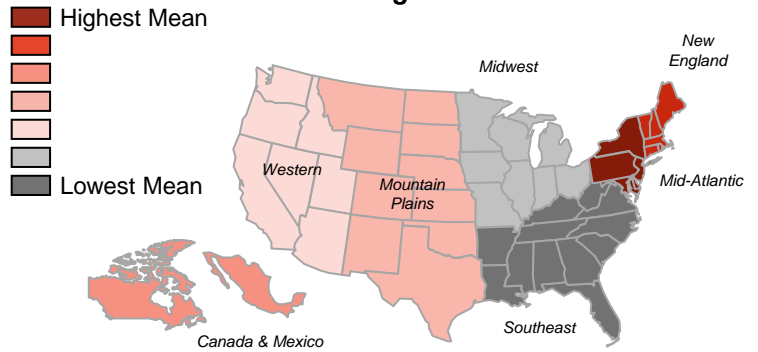 Highest Mean
Midwest
New
England
Western
Mountain
Plains
Mid-Atlantic
Lowest Mean
Southeast
Canada & Mexico